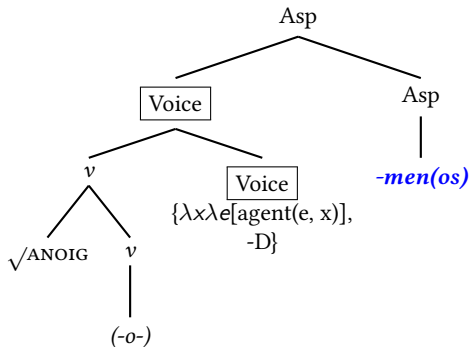 Asp
Voice
Asp
v
Voice
-men(os)
{λxλe[agent(e, x)],
-D}
√ANOIG
v
(-o-)